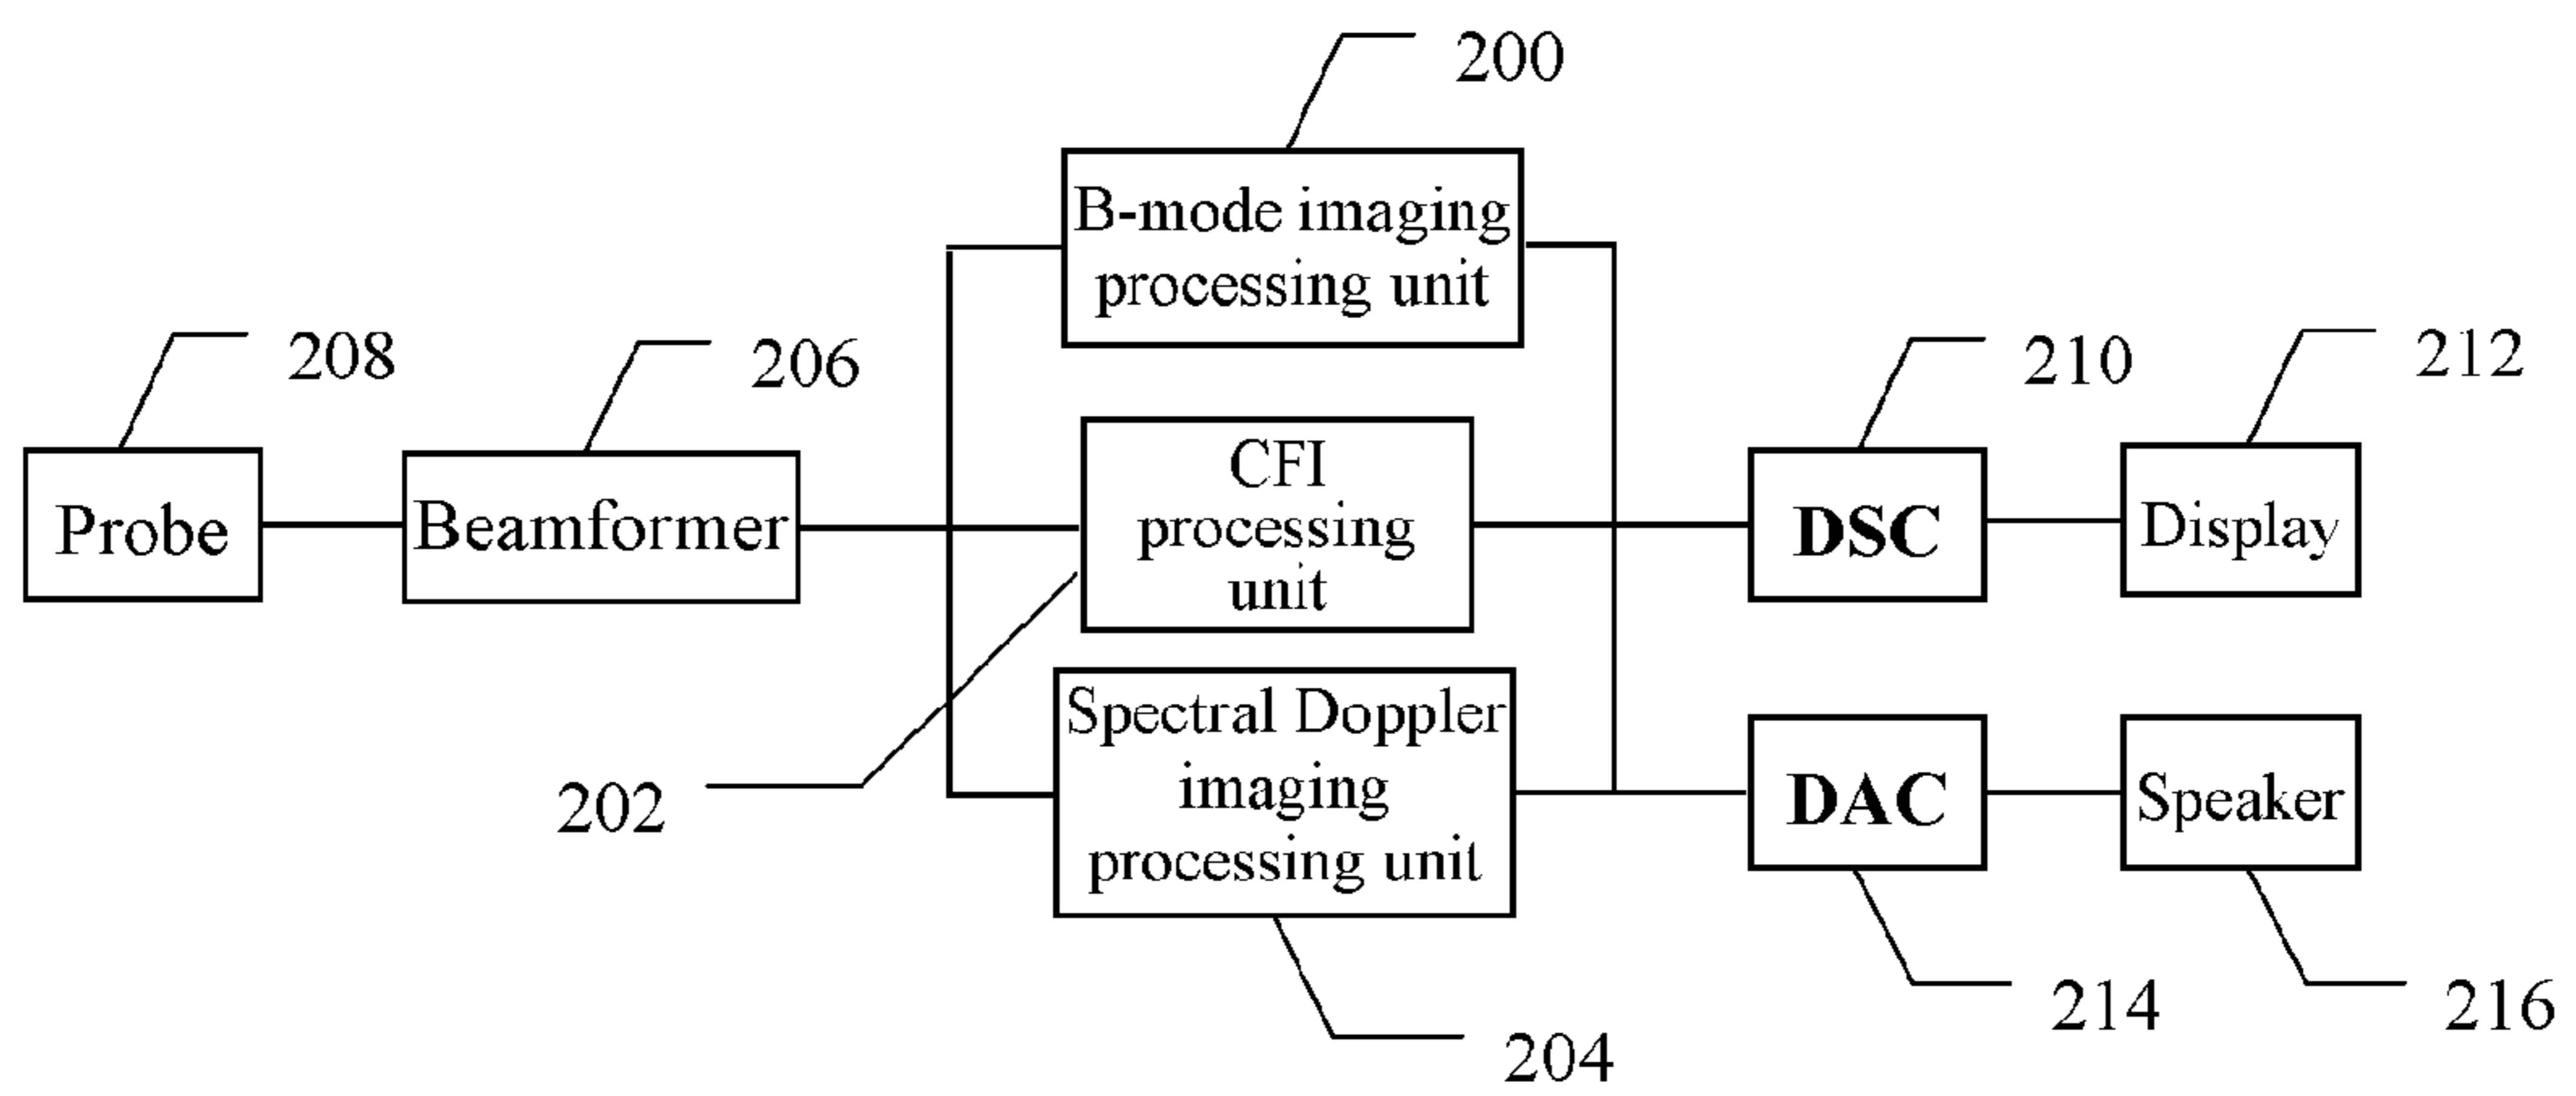 200
B-mode imaging
processing unit
208
206
210
212
Probe
Beamformer
CFI
processing
unit
DSC
Display
202
Spectral Doppler
imaging
processing unit
DAC
Speaker
204
214
216